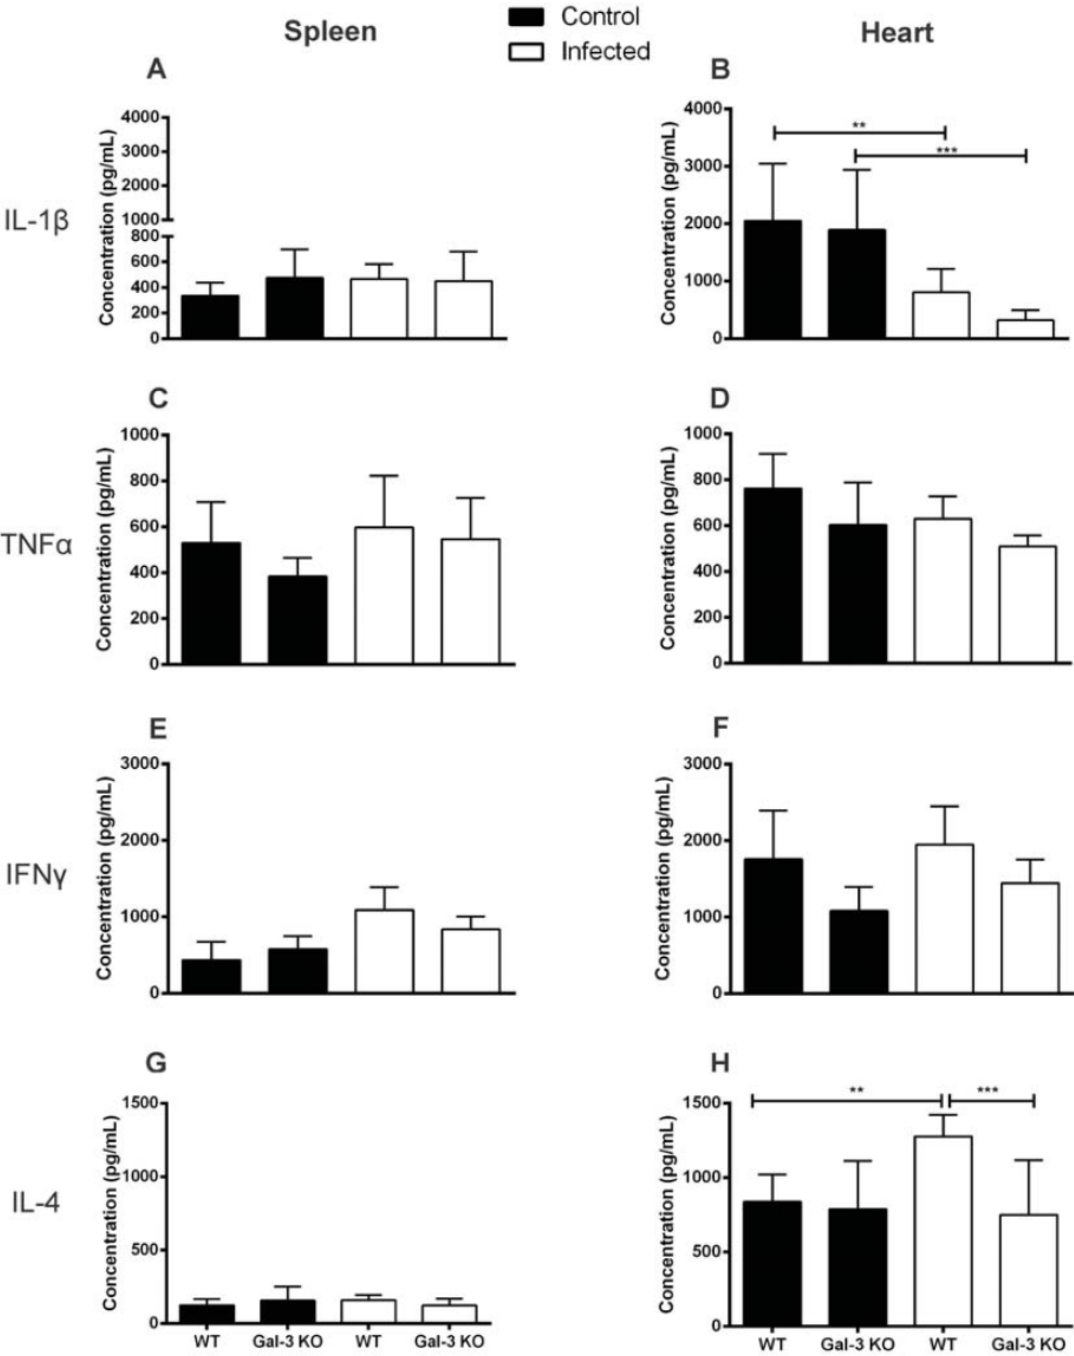 Control
Infected
Spleen
Heart
A
B
IL-1β
Concentration (pg/mL)
4000
3000
2000
1000
800
600
400
200
0
Concentration (pg/mL)
4000
3000
2000
1000
0
**
***
C
D
TNFα
Concentration (pg/mL)
1000
800
600
400
200
0
Concentration (pg/mL)
1000
800
600
400
200
0
E
F
IFNγ
Concentration (pg/mL)
3000
2000
1000
0
Concentration (pg/mL)
3000
2000
1000
0
G
H
IL-4
Concentration (pg/mL)
1500
1000
500
0
WT Gal-3 KO WT Gal-3 KO
Concentration (pg/mL)
1500
1000
500
0
** ***
WT Gal-3 KO WT Gal-3 KO